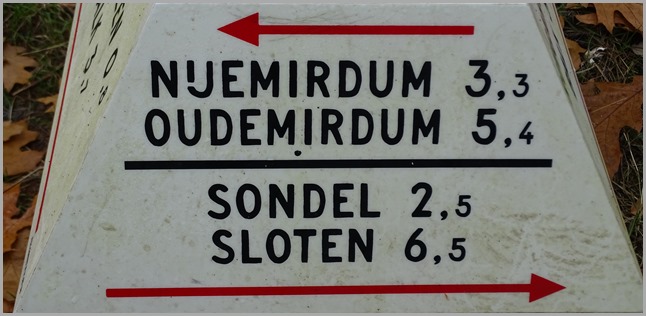 NIJEMIRDUM 3,3
OUDEMIRDUM 5,4
SONDEL 2,5
SLOTEN 6,5